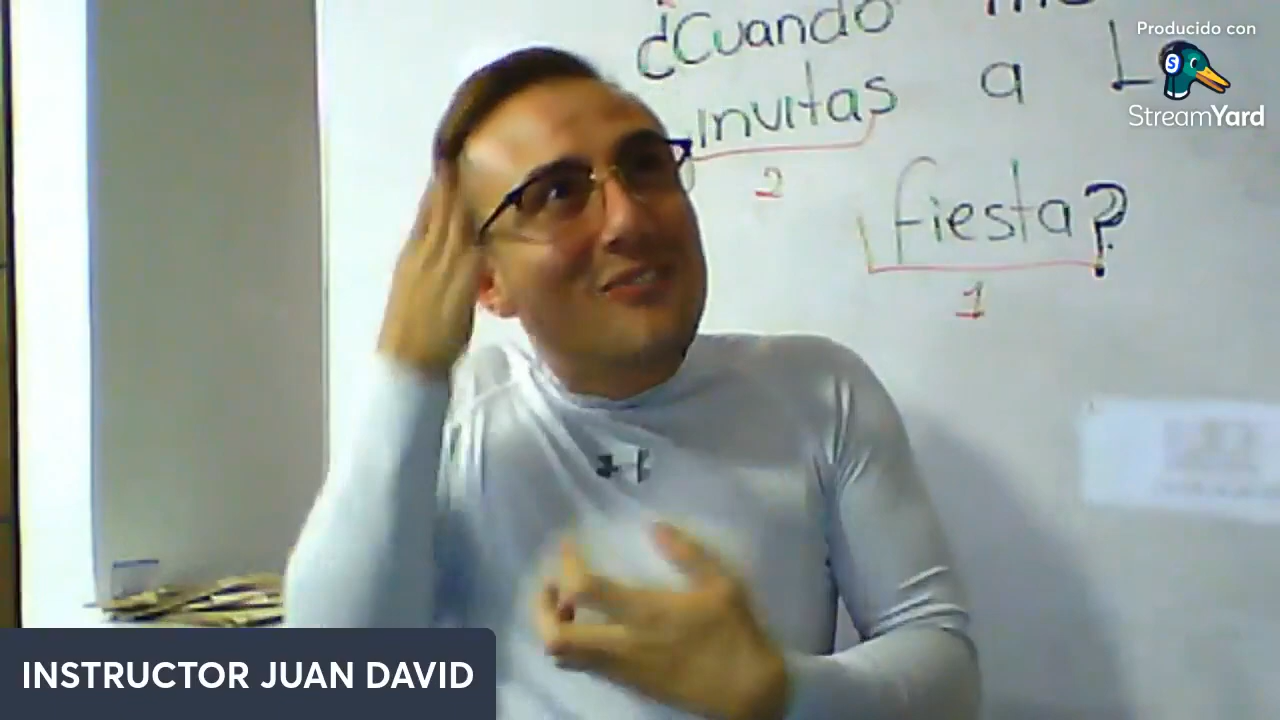 ¿Cuando
invitas a L
fiesta?
2
1
Producido con
StreamYard
INSTRUCTOR JUAN DAVID